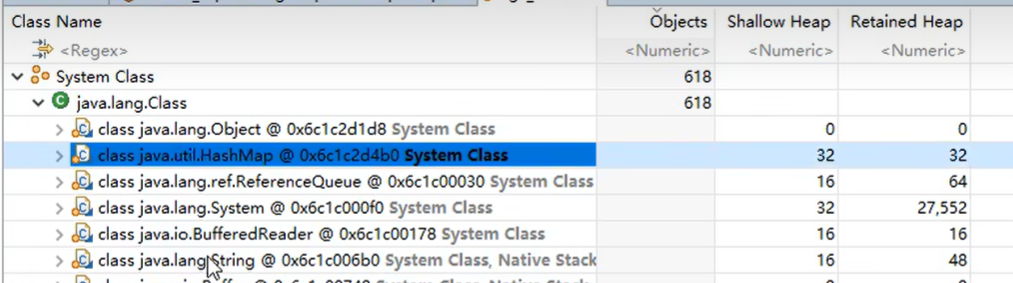 Class Name Objects Shallow Heap Retained Heap
<Regex> <Numeric> <Numeric> <Numeric>
System Class 618
java.lang.Class 618
class java.lang.Object @ 0x6c1c2d1d8 System Class 0 0
class java.util.HashMap @ 0x6c1c2d4b0 System Class 32 32
class java.lang.ref.ReferenceQueue @ 0x6c1c00030 System Class 16 64
class java.lang.System @ 0x6c1c000f0 System Class 32 27,552
class java.io.BufferedReader @ 0x6c1c00178 System Class 16 16
class java.lang.String @ 0x6c1c006b0 System Class, Native Stack 16 48